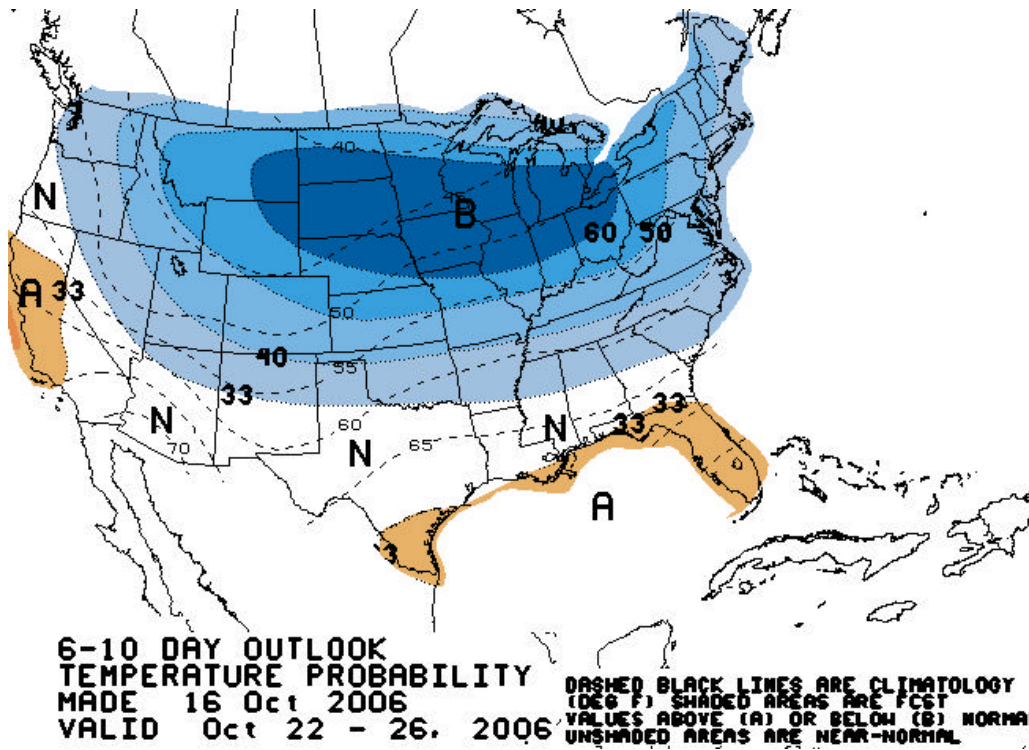 40
40
N
B
60
50
A
33
50
40
55
33
N
60
N
65
N
33
33
70
A
3
6-10 DAY OUTLOOK
TEMPERATURE PROBABILITY
MADE 16 Oct 2006
VALID Oct 22 - 26, 2006
DASHED BLACK LINES ARE CLIMATOLOGY
(DEG F) SHADED AREAS ARE FCST
VALUES ABOVE (A) OR BELOW (B) NORMA
UNSHADED AREAS ARE NEAR-NORMAL